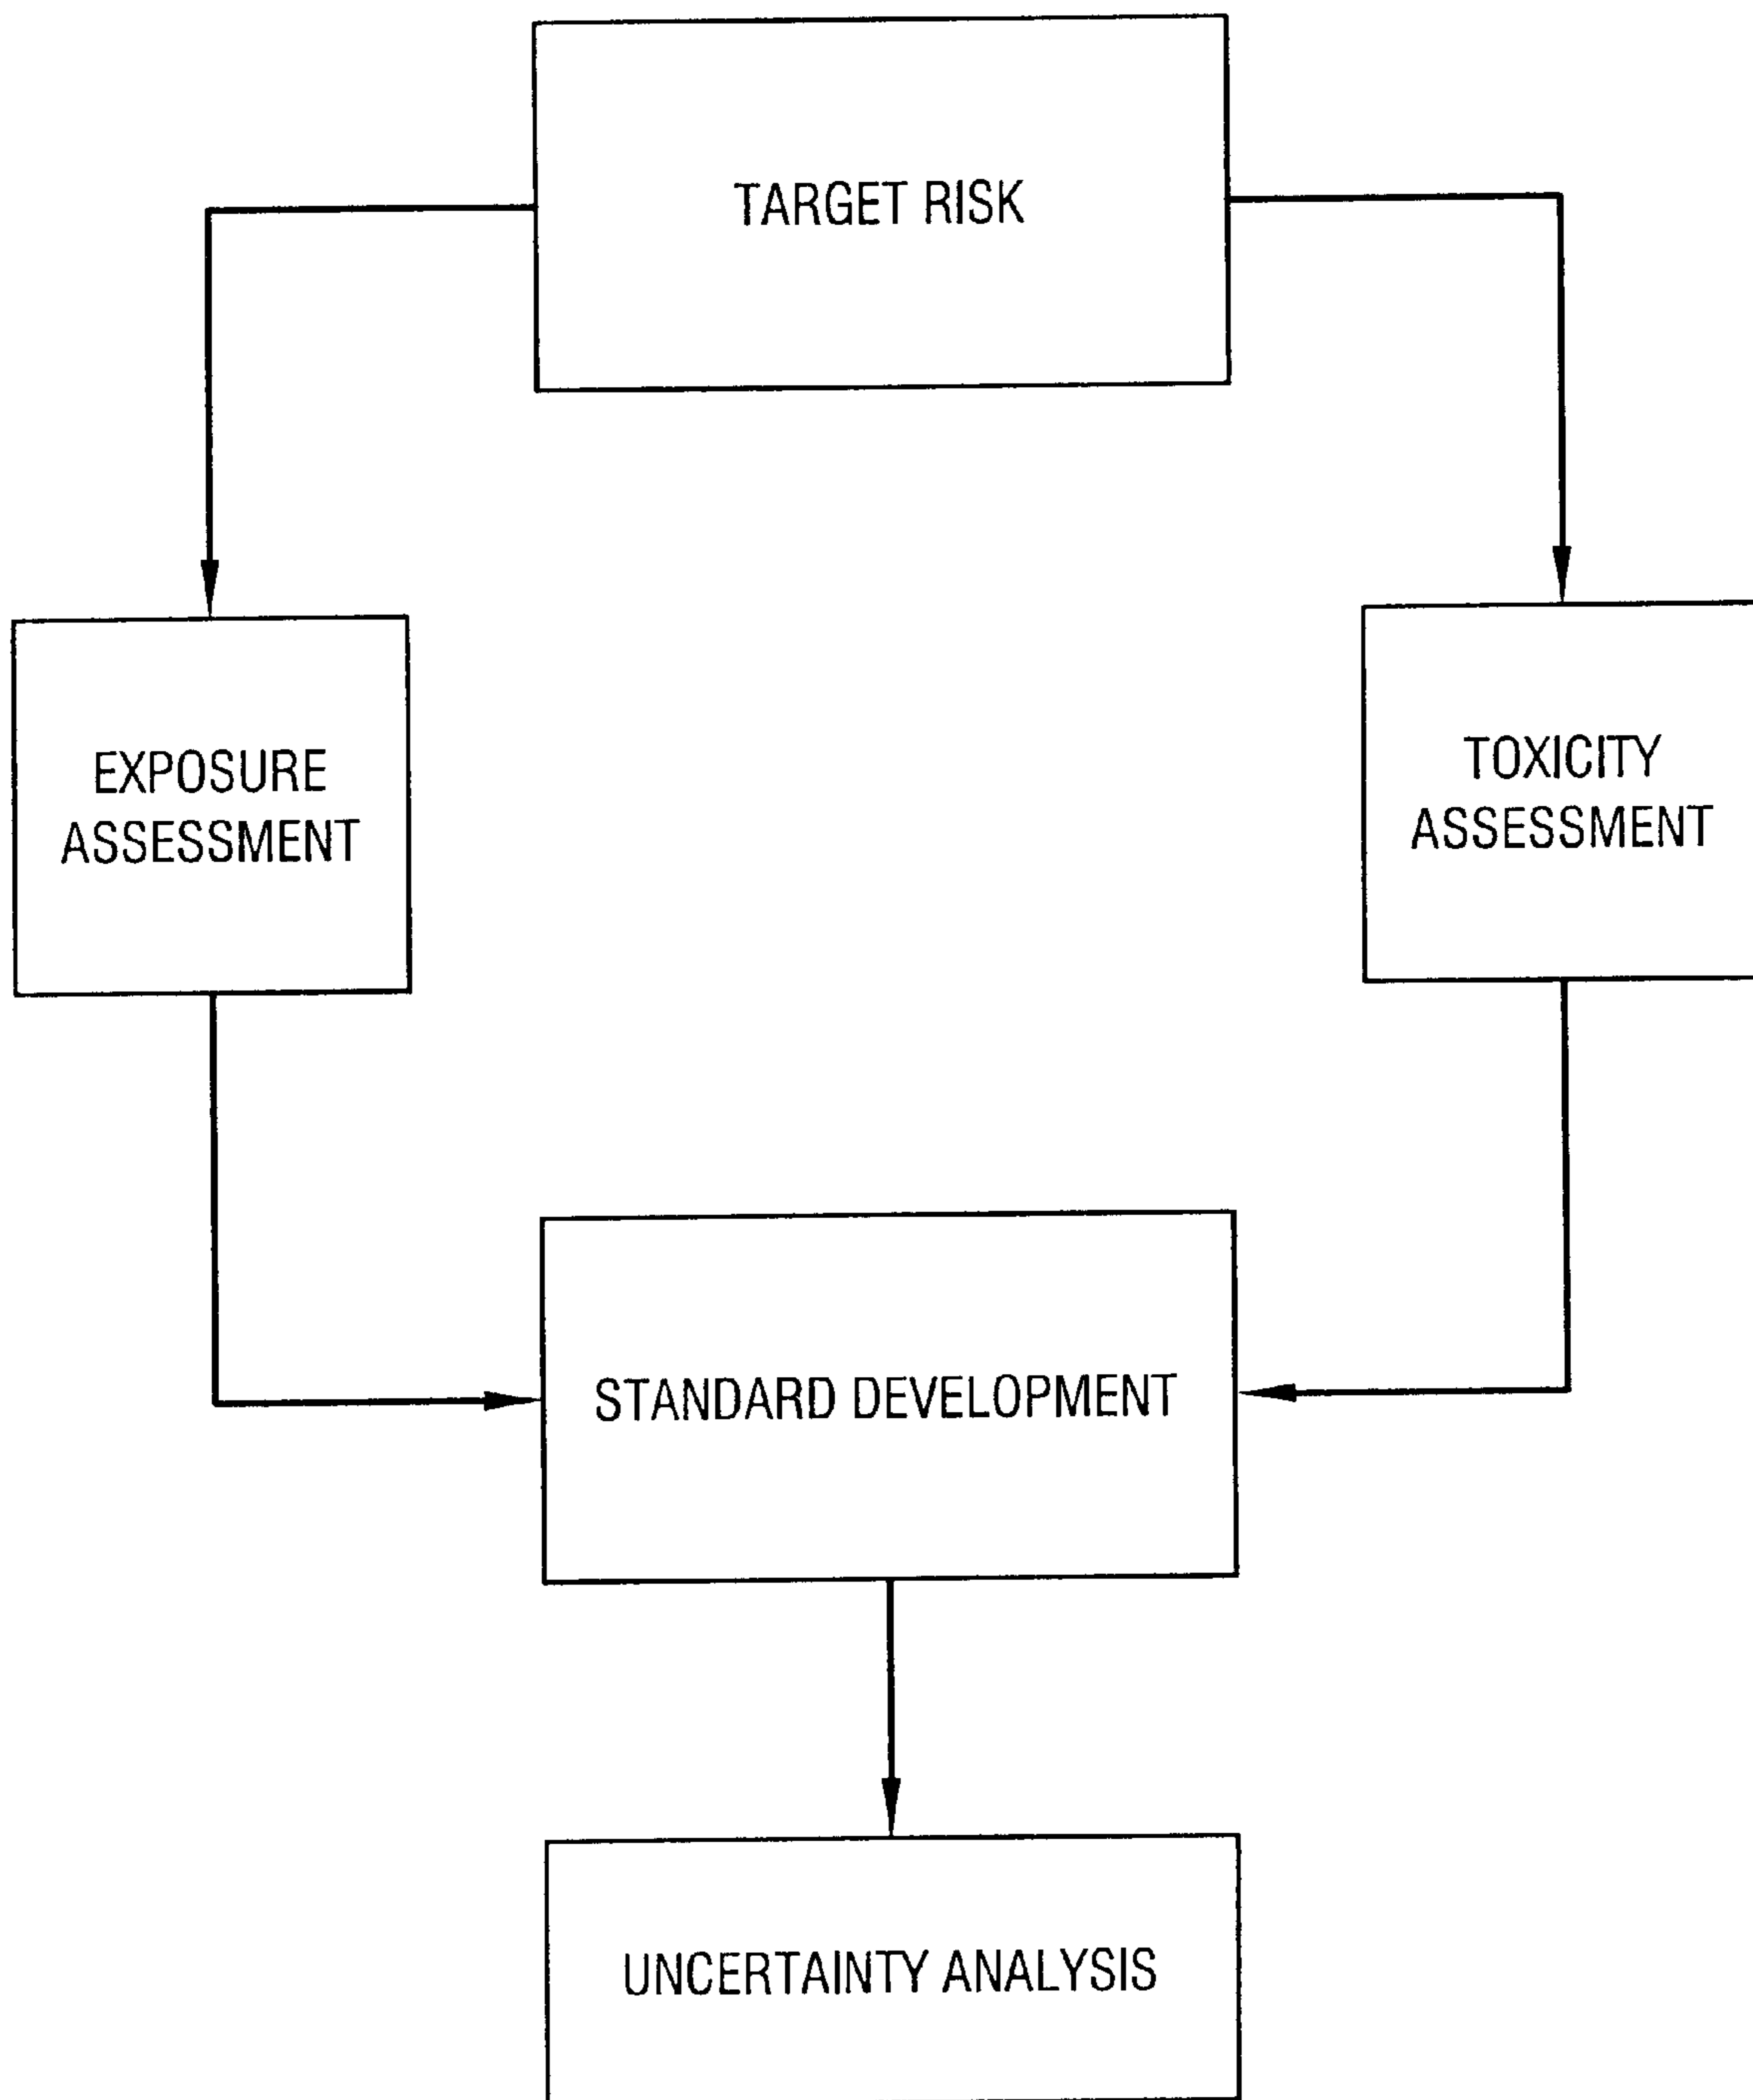 TARGET RISK
EXPOSURE
ASSESSMENT
TOXICITY
ASSESSMENT
STANDARD DEVELOPMENT
UNCERTAINTY ANALYSIS